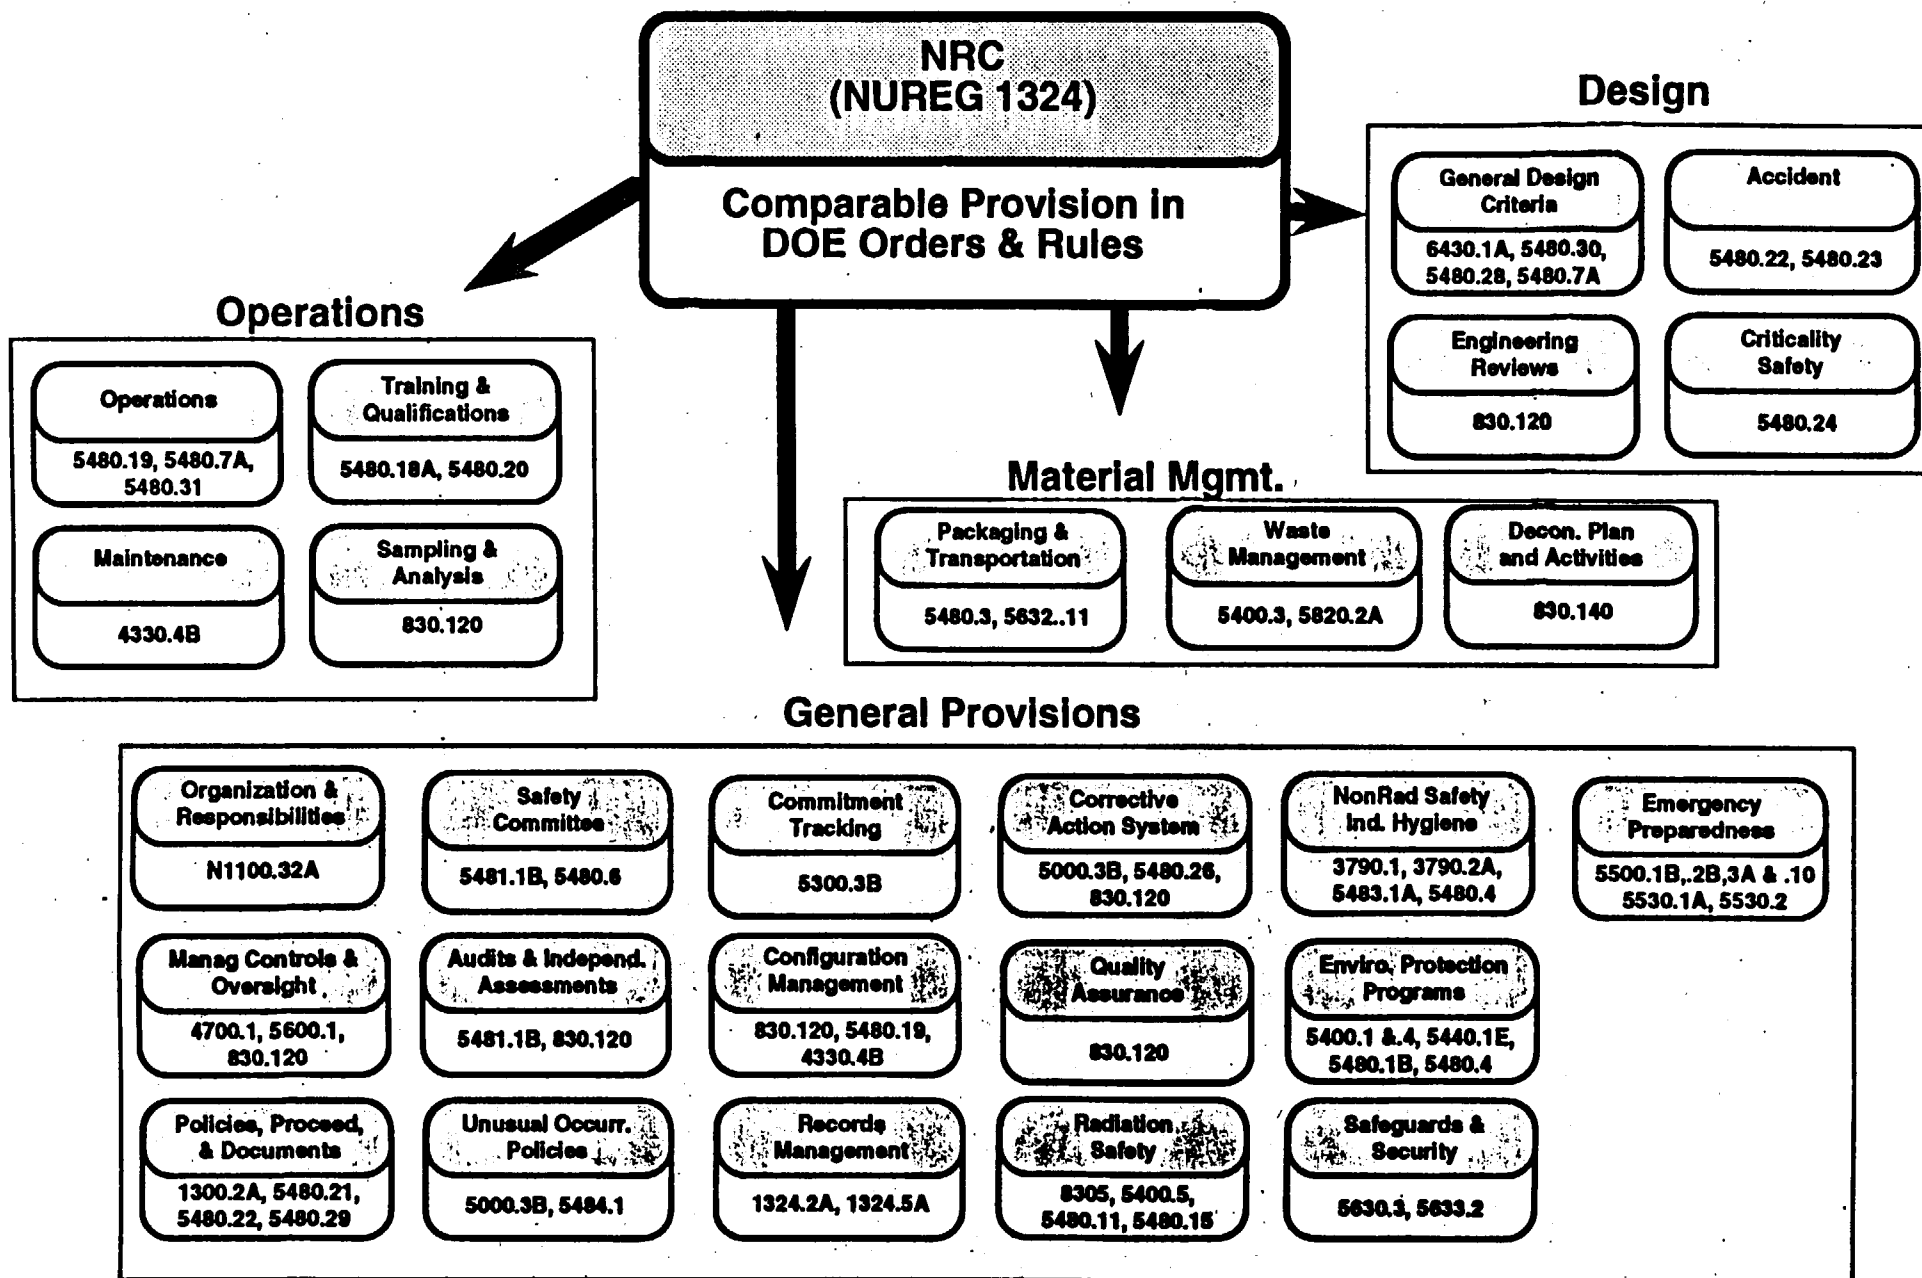 NRC
(NUREG 1324)
Comparable Provision in
DOE Orders & Rules
Design
General Design
Criteria
6430.1A, 5480.30,
5480.28, 5480.7A
Accident
5480.22, 5480.23
Engineering
Reviews
830.120
Criticality
Safety
5480.24
Operations
Operations
5480.19, 5480.7A,
5480.31
Training &
Qualifications
5480.18A, 5480.20
Maintenance
4330.4B
Sampling &
Analysis
830.120
Material Mgmt.
Packaging &
Transportation
5480.3, 5632..11
Waste
Management
5400.3, 5820.2A
Decon. Plan
and Activities
830.140
General Provisions
Organization &
Responsibilities
N1100.32A
Safety
Committee
5481.1B, 5480.6
Commitment
Tracking
5300.3B
Corrective
Action System
5000.3B, 5480.26,
830.120
NonRad Safety
Ind. Hygiene
3790.1, 3790.2A,
5483.1A, 5480.4
Emergency
Preparedness
5500.1B,.2B,3A & .10
5530.1A, 5530.2
Manag Controls &
Oversight
4700.1, 5600.1,
830.120
Audits & Independ.
Assessments
5481.1B, 830.120
Configuration
Management
830.120, 5480.19,
4330.4B
Quality
Assurance
830.120
Enviro. Protection
Programs
5400.1 &.4, 5440.1E,
5480.1B, 5480.4
Policies, Proceed,
& Documents
1300.2A, 5480.21,
5480.22, 5480.29
Unusual Occurr.
Policies
5000.3B, 5484.1
Records
Management
1324.2A, 1324.5A
Radiation
Safety
8305, 5400.5,
5480.11, 5480.15
Safeguards &
Security
5630.3, 5633.2